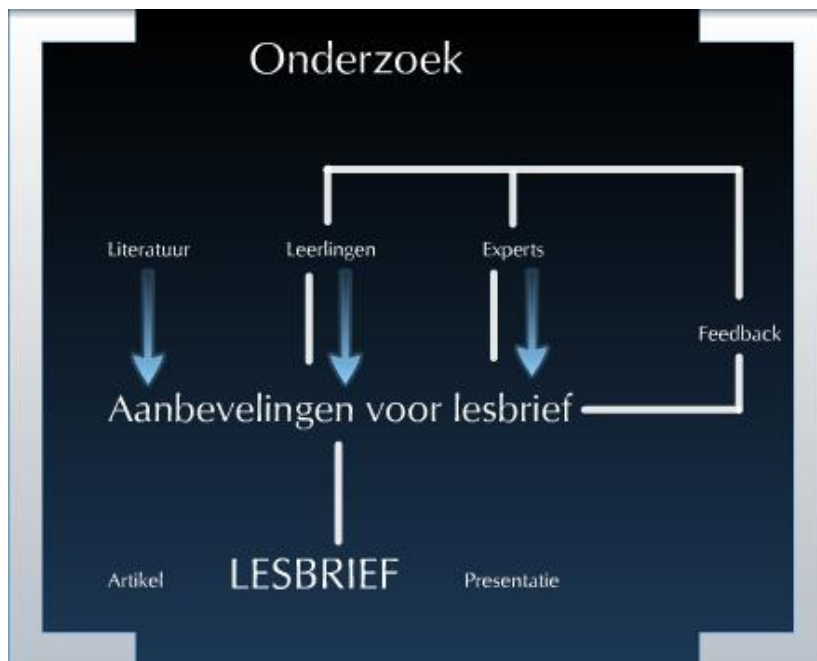 Onderzoek
Literatuur Leerlingen Experts
Feedback
Aanbevelingen voor lesbrief
Artikel LESBRIEF Presentatie